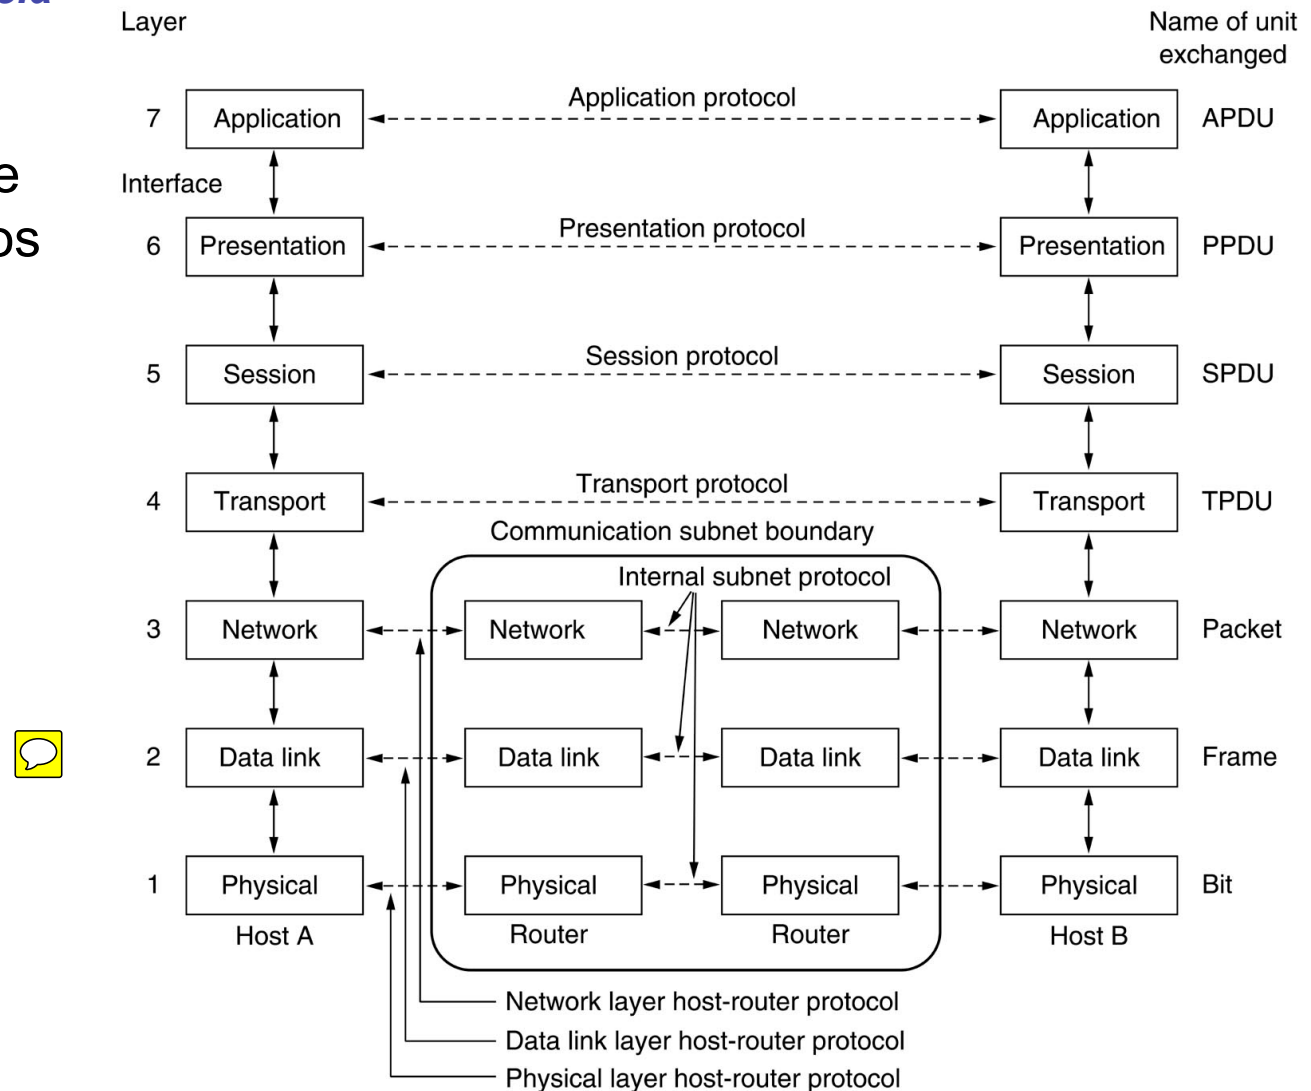 Layer
Name of unit
exchanged
7 Application Application protocol Application APDU
Interface
6 Presentation Presentation protocol Presentation PPDU
5 Session Session protocol Session SPDU
4 Transport Transport protocol Transport TPDU
Communication subnet boundary
Internal subnet protocol
3 Network Network Network Network Packet
2 Data link Data link Data link Data link Frame
1 Physical Physical Physical Physical Bit
Host A Router Router Host B
Network layer host-router protocol
Data link layer host-router protocol
Physical layer host-router protocol